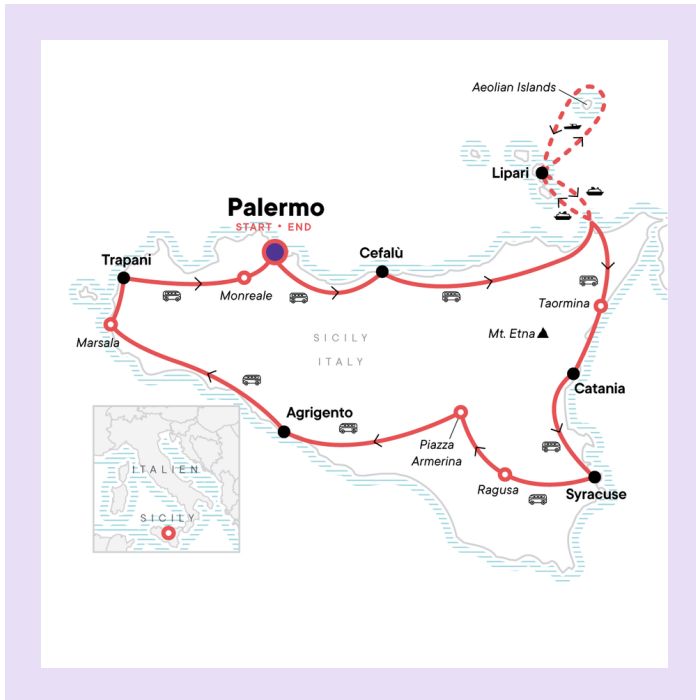 Aeolian Islands
Lipari
Palermo
START • END
Trapani
Cefalù
Monreale
Taormina
Marsala
SICILY
ITALY
Mt. Etna
Catania
Agrigento
Piazza
Armerina
Ragusa
Syracuse
ITALIEN
SICILY